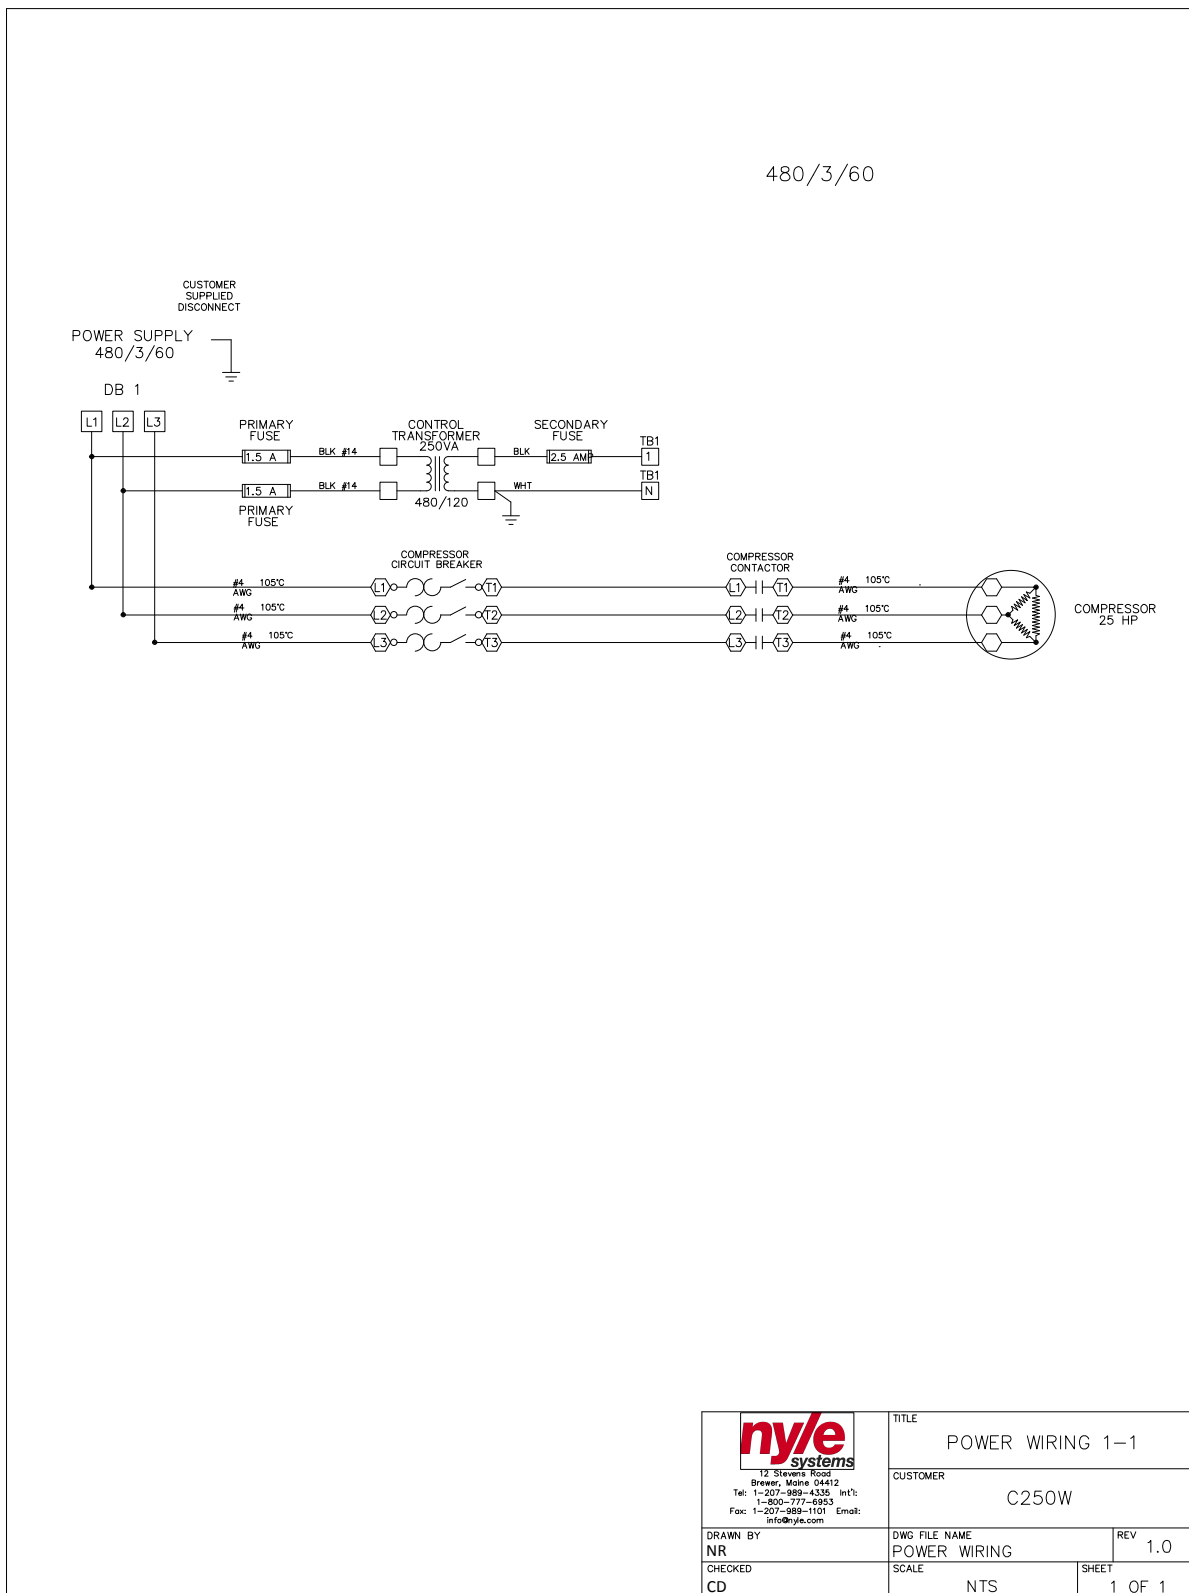 480/3/60
CUSTOMER
SUPPLIED
DISCONNECT
POWER SUPPLY
480/3/60
DB 1
L1 L2 L3
PRIMARY
FUSE
1.5 A
BLK #14
CONTROL
TRANSFORMER
250VA
BLK
SECONDARY
FUSE
2.5 AMP
TB1
1
1.5 A
BLK #14
480/120
WHT
TB1
N
PRIMARY
FUSE
COMPRESSOR
CIRCUIT BREAKER
COMPRESSOR
CONTACTOR
#4 105°C
AWG
L1 T1 L1 T1
#4 105°C
AWG
#4 105°C
AWG
L2 T2 L2 T2
#4 105°C
AWG
#4 105°C
AWG
L3 T3 L3 T3
#4 105°C
AWG
COMPRESSOR
25 HP
nyle
systems
12 Stevens Road
Brewer, Maine 04412
Tel: 1-207-989-4335 Int'l:
1-800-777-6953
Fax: 1-207-989-1101 Email:
info@nyle.com
TITLE
POWER WIRING 1-1
CUSTOMER
C250W
DRAWN BY
NR
DWG FILE NAME
POWER WIRING
REV
1.0
CHECKED
CD
SCALE
NTS
SHEET
1 OF 1